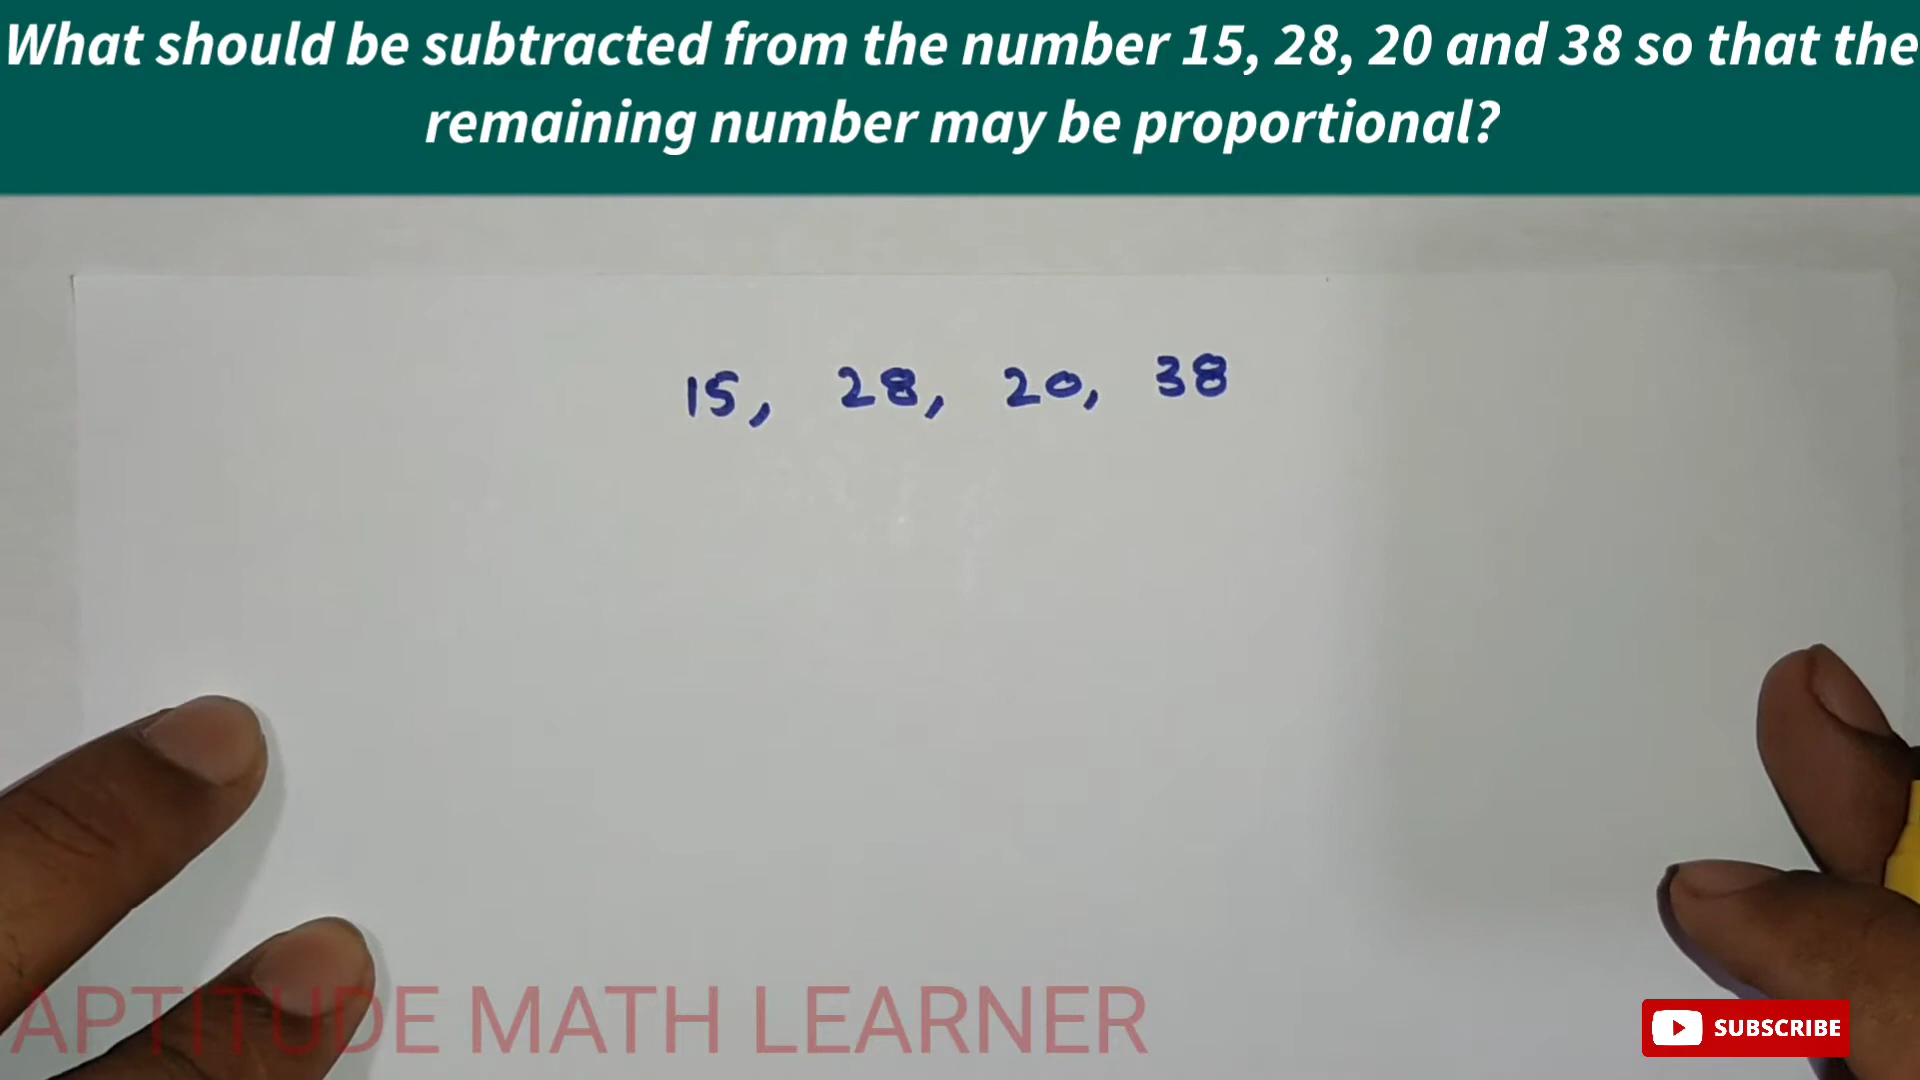 What should be subtracted from the number 15, 28, 20 and 38 so that the
remaining number may be proportional?
15, 28, 20, 38
APTITUDE MATH LEARNER
SUBSCRIBE